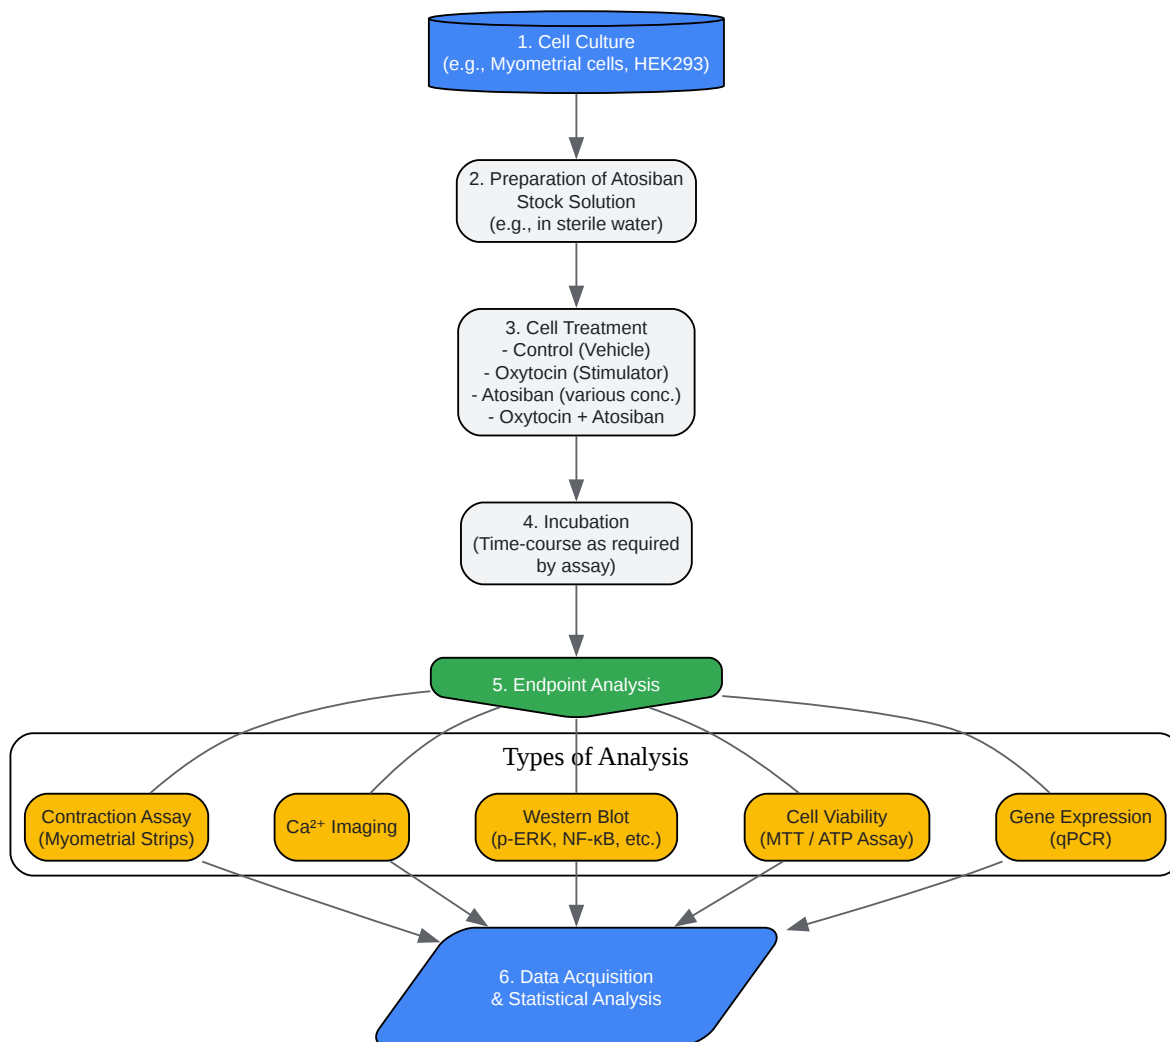 1. Cell Culture
(e.g., Myometrial cells, HEK293)
2. Preparation of Atosiban
Stock Solution
(e.g., in sterile water)
3. Cell Treatment
- Control (Vehicle)
- Oxytocin (Stimulator)
- Atosiban (various conc.)
- Oxytocin + Atosiban
4. Incubation
(Time-course as required
by assay)
5. Endpoint Analysis
Types of Analysis
Contraction Assay
(Myometrial Strips)
Ca²⁺ Imaging
Western Blot
(p-ERK, NF-κB, etc.)
Cell Viability
(MTT / ATP Assay)
Gene Expression
(qPCR)
6. Data Acquisition
& Statistical Analysis